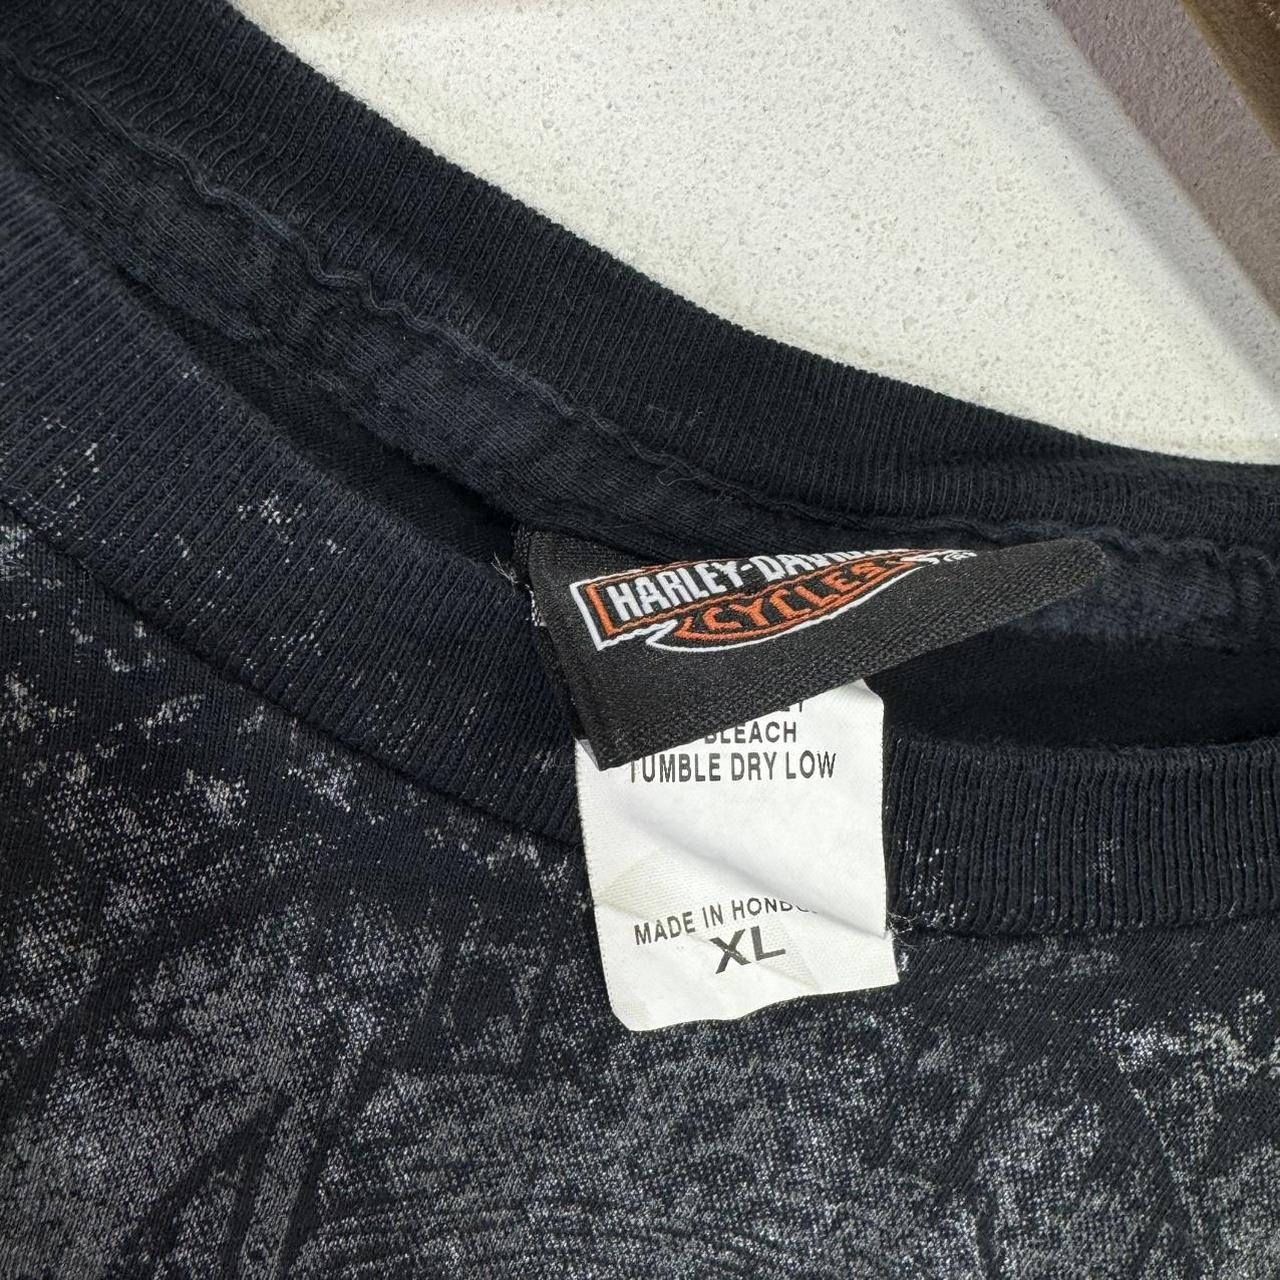 HARLEY-DAVID
CYCLES
BLEACH
TUMBLE DRY LOW
MADE IN HONDU
XL